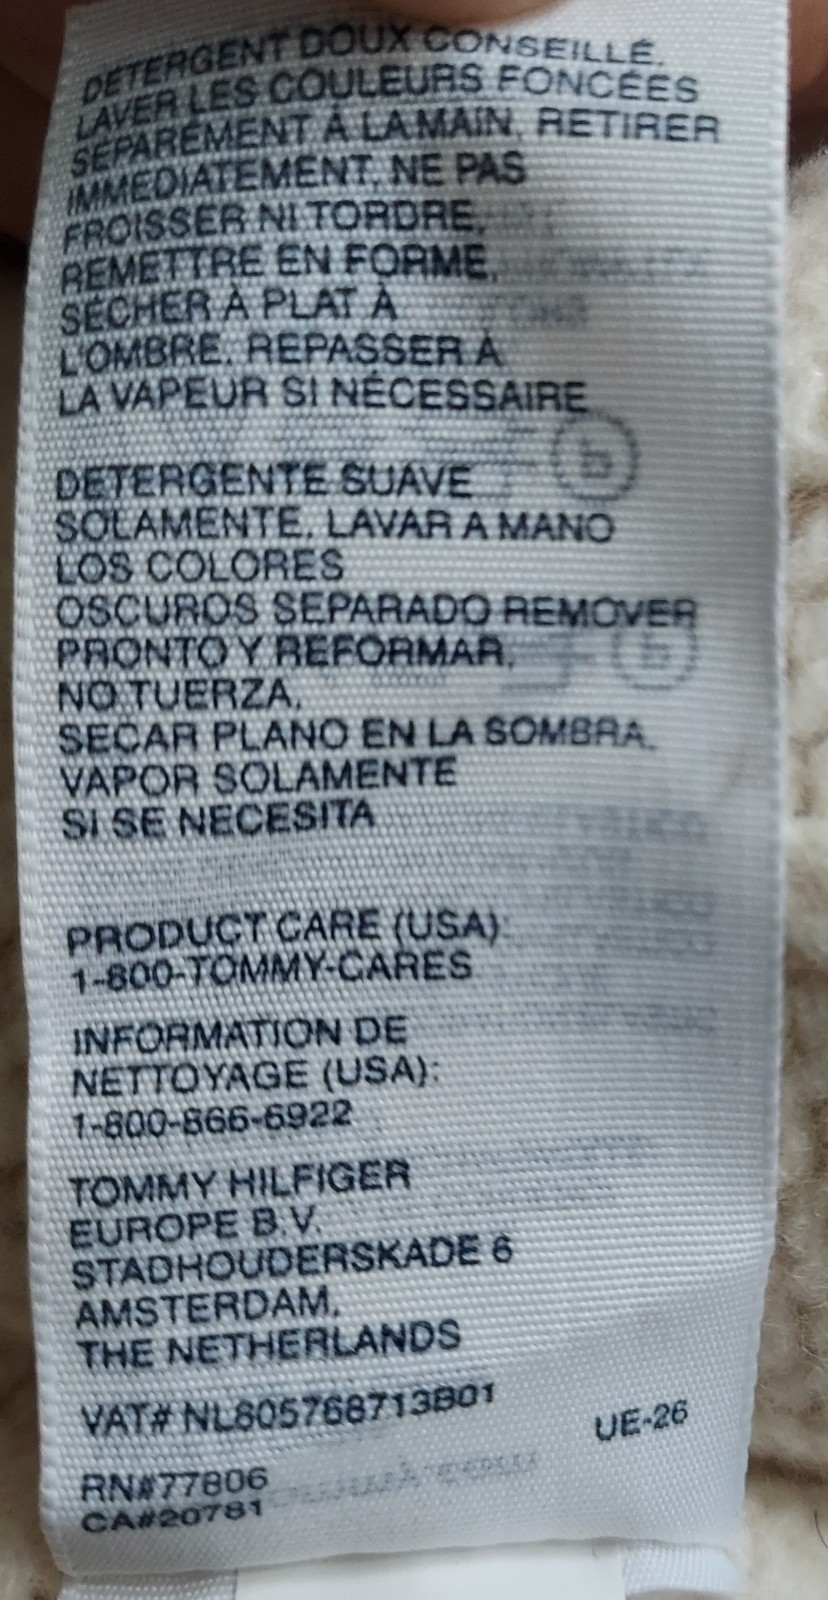 DÉTERGENT DOUX CONSEILLÉ.
LAVER LES COULEURS FONCÉES
SÉPARÉMENT À LA MAIN, RETIRER
IMMÉDIATEMENT, NE PAS
FROISSER NI TORDRE,
REMETTRE EN FORME,
SÉCHER À PLAT À
L'OMBRE. REPASSER À
LA VAPEUR SI NÉCESSAIRE
DETERGENTE SUAVE
SOLAMENTE. LAVAR A MANO
LOS COLORES
OSCUROS SEPARADO REMOVER
PRONTO Y REFORMAR.
NO TUERZA,
SECAR PLANO EN LA SOMBRA.
VAPOR SOLAMENTE
SI SE NECESITA
PRODUCT CARE (USA):
1-800-TOMMY-CARES
INFORMATION DE
NETTOYAGE (USA):
1-800-866-6922
TOMMY HILFIGER
EUROPE B.V.
STADHOUDERSKADE 6
AMSTERDAM,
THE NETHERLANDS
VAT# NL805768713B01
UE-26
RN#77806
CA#20781